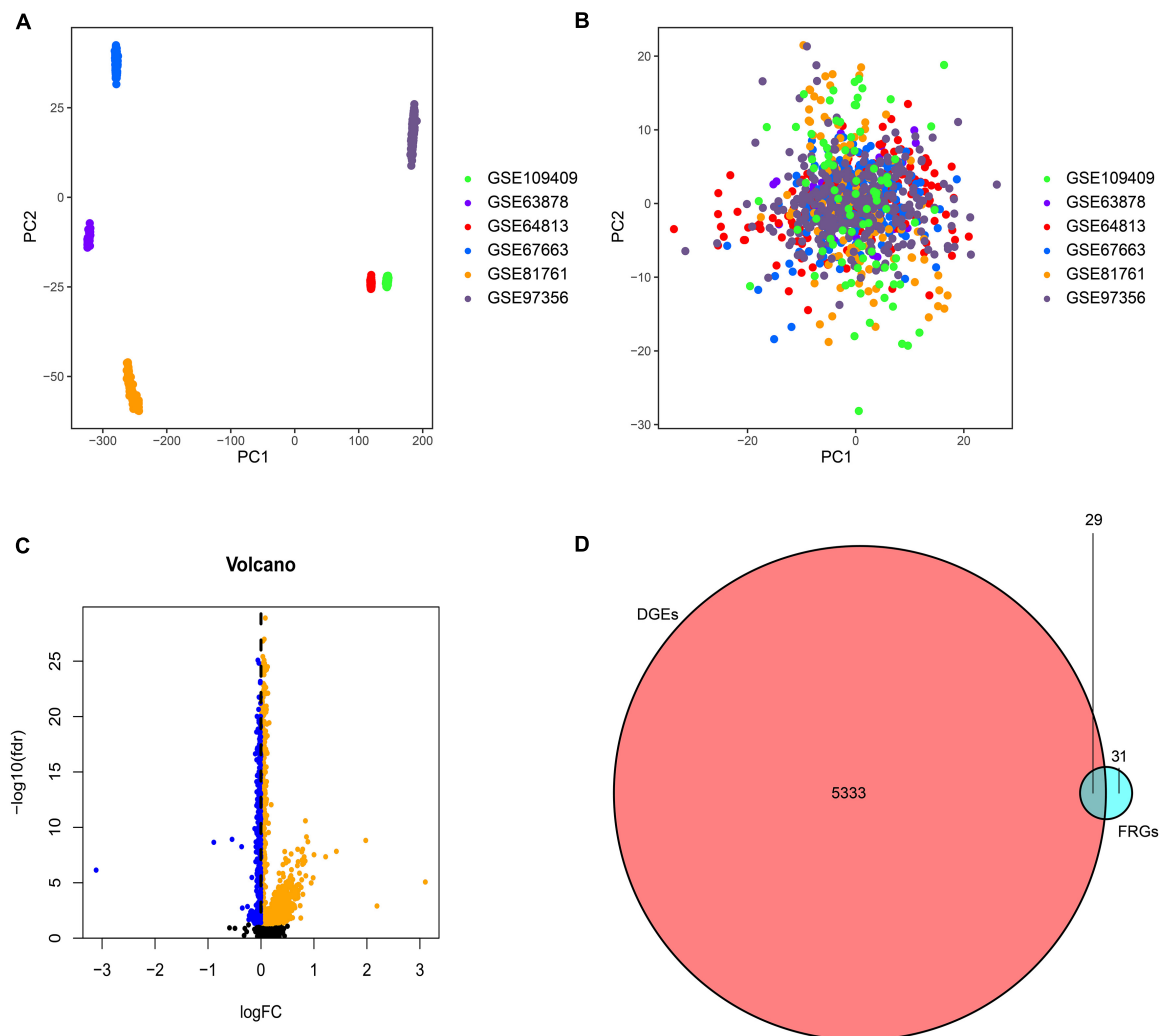 A
25
0
−25
−50
−300
−200
−100
0
100
200
PC1
PC2
GSE109409
GSE63878
GSE64813
GSE67663
GSE81761
GSE97356
B
20
10
0
−10
−20
−30
−20
0
20
PC1
PC2
GSE109409
GSE63878
GSE64813
GSE67663
GSE81761
GSE97356
C
Volcano
25
20
15
10
5
0
−3
−2
−1
0
1
2
3
logFC
−log10(fdr)
D
29
DGEs
31
5333
FRGs